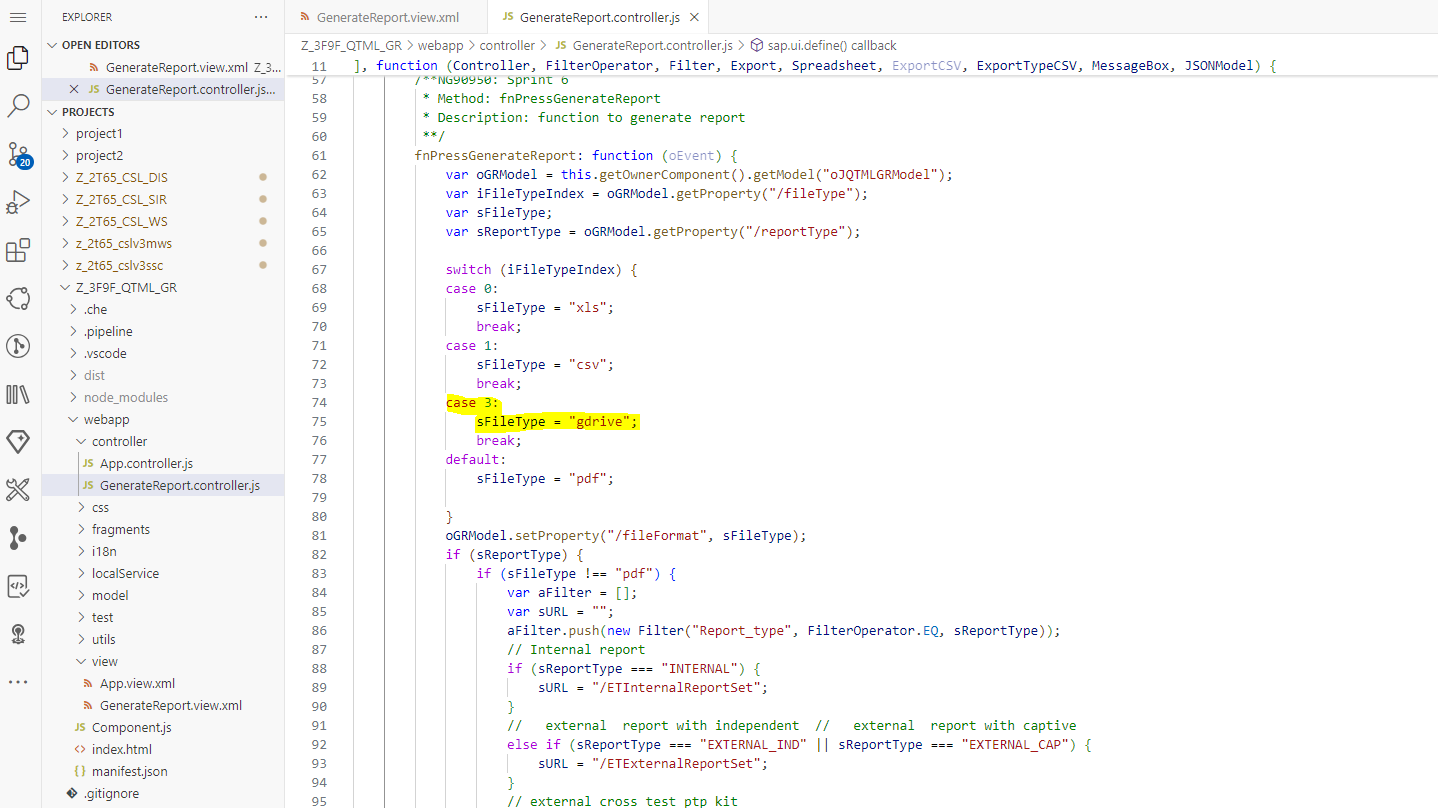 EXPLORER
OPEN EDITORS
GenerateReport.view.xml Z_3...
JS GenerateReport.controller.js...
PROJECTS
project1
project2
Z_2T65_CSL_DIS
Z_2T65_CSL_SIR
Z_2T65_CSL_WS
z_2t65_cslv3mws
z_2t65_cslv3ssc
Z_3F9F_QTML_GR
.che
.pipeline
.vscode
dist
node_modules
webapp
controller
JS App.controller.js
JS GenerateReport.controller.js
css
fragments
i18n
localService
model
test
utils
view
App.view.xml
GenerateReport.view.xml
JS Component.js
<> index.html
{} manifest.json
.gitignore
20
GenerateReport.view.xml
JS GenerateReport.controller.js
Z_3F9F_QTML_GR > webapp > controller > JS GenerateReport.controller.js > sap.ui.define() callback
11 ], function (Controller, FilterOperator, Filter, Export, Spreadsheet, ExportCSV, ExportTypeCSV, MessageBox, JSONModel) {
57 /**NG90950: Sprint 6
58 * Method: fnPressGenerateReport
59 * Description: function to generate report
60 **/
61 fnPressGenerateReport: function (oEvent) {
62 var oGRModel = this.getOwnerComponent().getModel("oJQTMLGRModel");
63 var iFileTypeIndex = oGRModel.getProperty("/fileType");
64 var sFileType;
65 var sReportType = oGRModel.getProperty("/reportType");
66
67 switch (iFileTypeIndex) {
68 case 0:
69 sFileType = "xls";
70 break;
71 case 1:
72 sFileType = "csv";
73 break;
74 case 3:
75 sFileType = "gdrive";
76 break;
77 default:
78 sFileType = "pdf";
79
80 }
81 oGRModel.setProperty("/fileFormat", sFileType);
82 if (sReportType) {
83 if (sFileType !== "pdf") {
84 var aFilter = [];
85 var sURL = "";
86 aFilter.push(new Filter("Report_type", FilterOperator.EQ, sReportType));
87 // Internal report
88 if (sReportType === "INTERNAL") {
89 sURL = "/ETInternalReportSet";
90 }
91 // external report with independent // external report with captive
92 else if (sReportType === "EXTERNAL_IND" || sReportType === "EXTERNAL_CAP") {
93 sURL = "/ETExternalReportSet";
94 }
95 // external cross test ptp kit